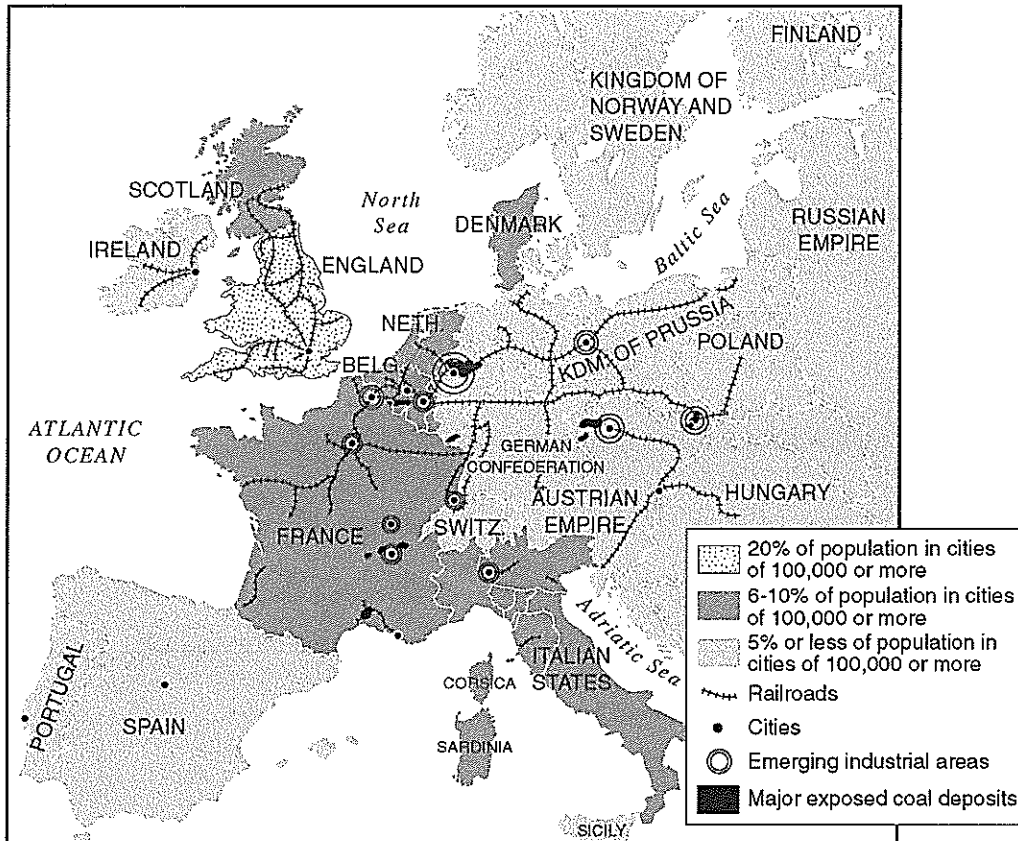 FINLAND
KINGDOM OF
NORWAY AND
SWEDEN
SCOTLAND
North
Sea
DENMARK
Baltic Sea
RUSSIAN
EMPIRE
IRELAND
ENGLAND
NETH.
KDM. OF PRUSSIA
POLAND
BELG.
ATLANTIC
OCEAN
GERMAN
CONFEDERATION
AUSTRIAN
EMPIRE
HUNGARY
FRANCE
SWITZ.
Adriatic Sea
ITALIAN
STATES
CORSICA
PORTUGAL
SPAIN
SARDINIA
SICILY
20% of population in cities
of 100,000 or more
6-10% of population in cities
of 100,000 or more
5% or less of population in
cities of 100,000 or more
Railroads
Cities
Emerging industrial areas
Major exposed coal deposits